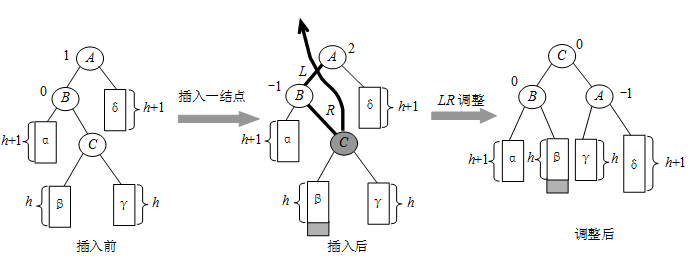 1 A
0 B
δ h+1
h+1 α
C
h β
γ h
插入前
插入一结点
A 2
L
−1 B
R
δ h+1
h+1 α
C
h β
γ h
插入后
LR 调整
C 0
0 B
A −1
h+1 α
h β
γ h
δ h+1
调整后